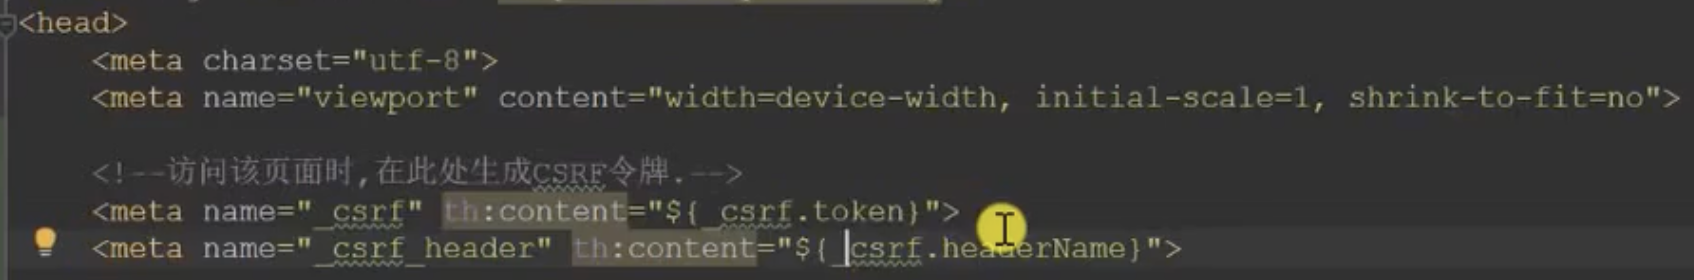 <head>
<meta charset="utf-8">
<meta name="viewport" content="width=device-width, initial-scale=1, shrink-to-fit=no">
<!--访问该页面时,在此处生成CSRF令牌.-->
<meta name="_csrf" th:content="${_csrf.token}">
<meta name="_csrf_header" th:content="${_csrf.headerName}">